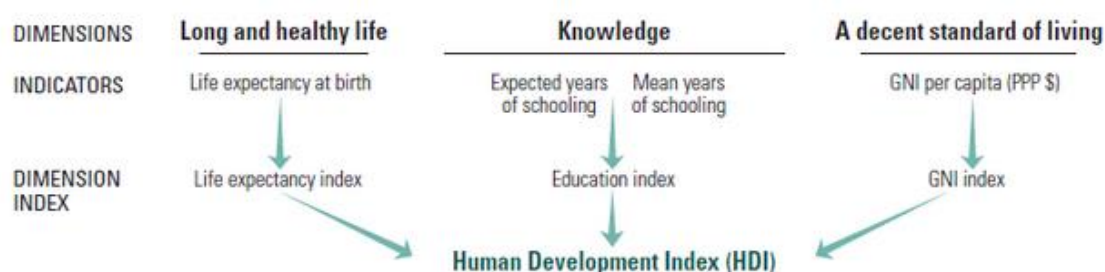 DIMENSIONS Long and healthy life Knowledge A decent standard of living
INDICATORS Life expectancy at birth Expected years of schooling Mean years of schooling GNI per capita (PPP $)
DIMENSION INDEX Life expectancy index Education index GNI index
Human Development Index (HDI)